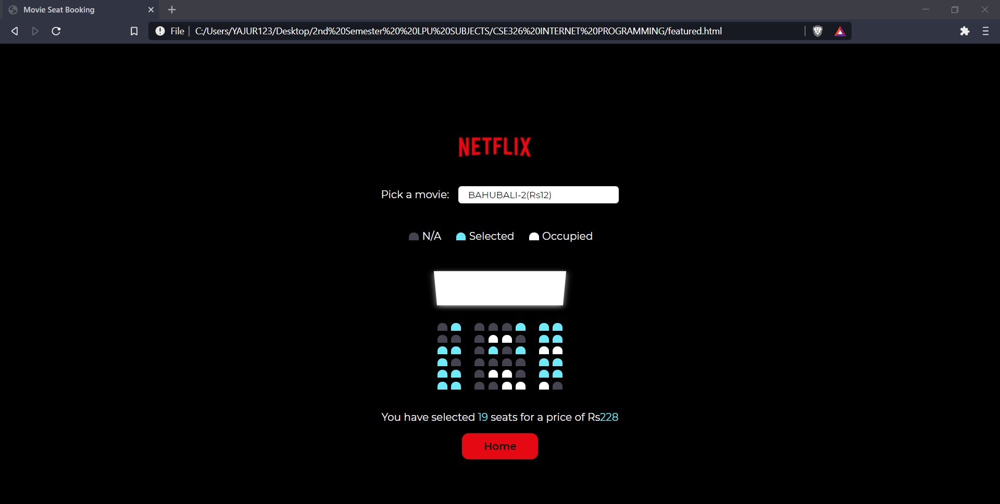 Movie Seat Booking
File
C:/Users/YAJUR123/Desktop/2nd%20Semester%20%20LPU%20SUBJECTS/CSE326%20INTERNET%20PROGRAMMING/featured.html
NETFLIX
Pick a movie: BAHUBALI-2(Rs12)
N/A Selected Occupied
You have selected 19 seats for a price of Rs228
Home